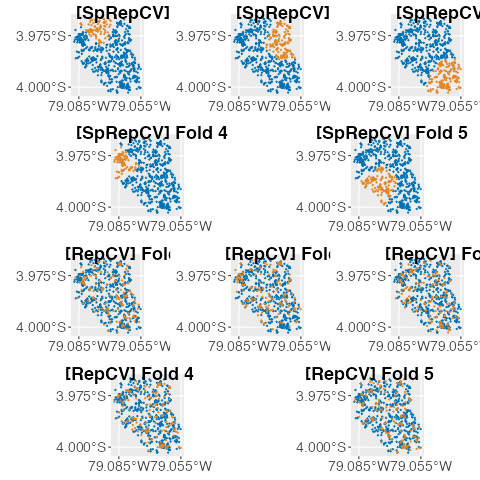 [SpRepCV] [SpRepCV] [SpRepCV
3.975°S 3.975°S 3.975°S
4.000°S 4.000°S 4.000°S
79.085°W79.055°W 79.085°W79.055°W 79.085°W79.055°W
[SpRepCV] Fold 4 [SpRepCV] Fold 5
3.975°S 3.975°S
4.000°S 4.000°S
79.085°W79.055°W 79.085°W79.055°W
[RepCV] Fol [RepCV] Fol [RepCV] Fo
3.975°S 3.975°S 3.975°S
4.000°S 4.000°S 4.000°S
79.085°W79.055°W 79.085°W79.055°W 79.085°W79.055°W
[RepCV] Fold 4 [RepCV] Fold 5
3.975°S 3.975°S
4.000°S 4.000°S
79.085°W79.055°W 79.085°W79.055°W